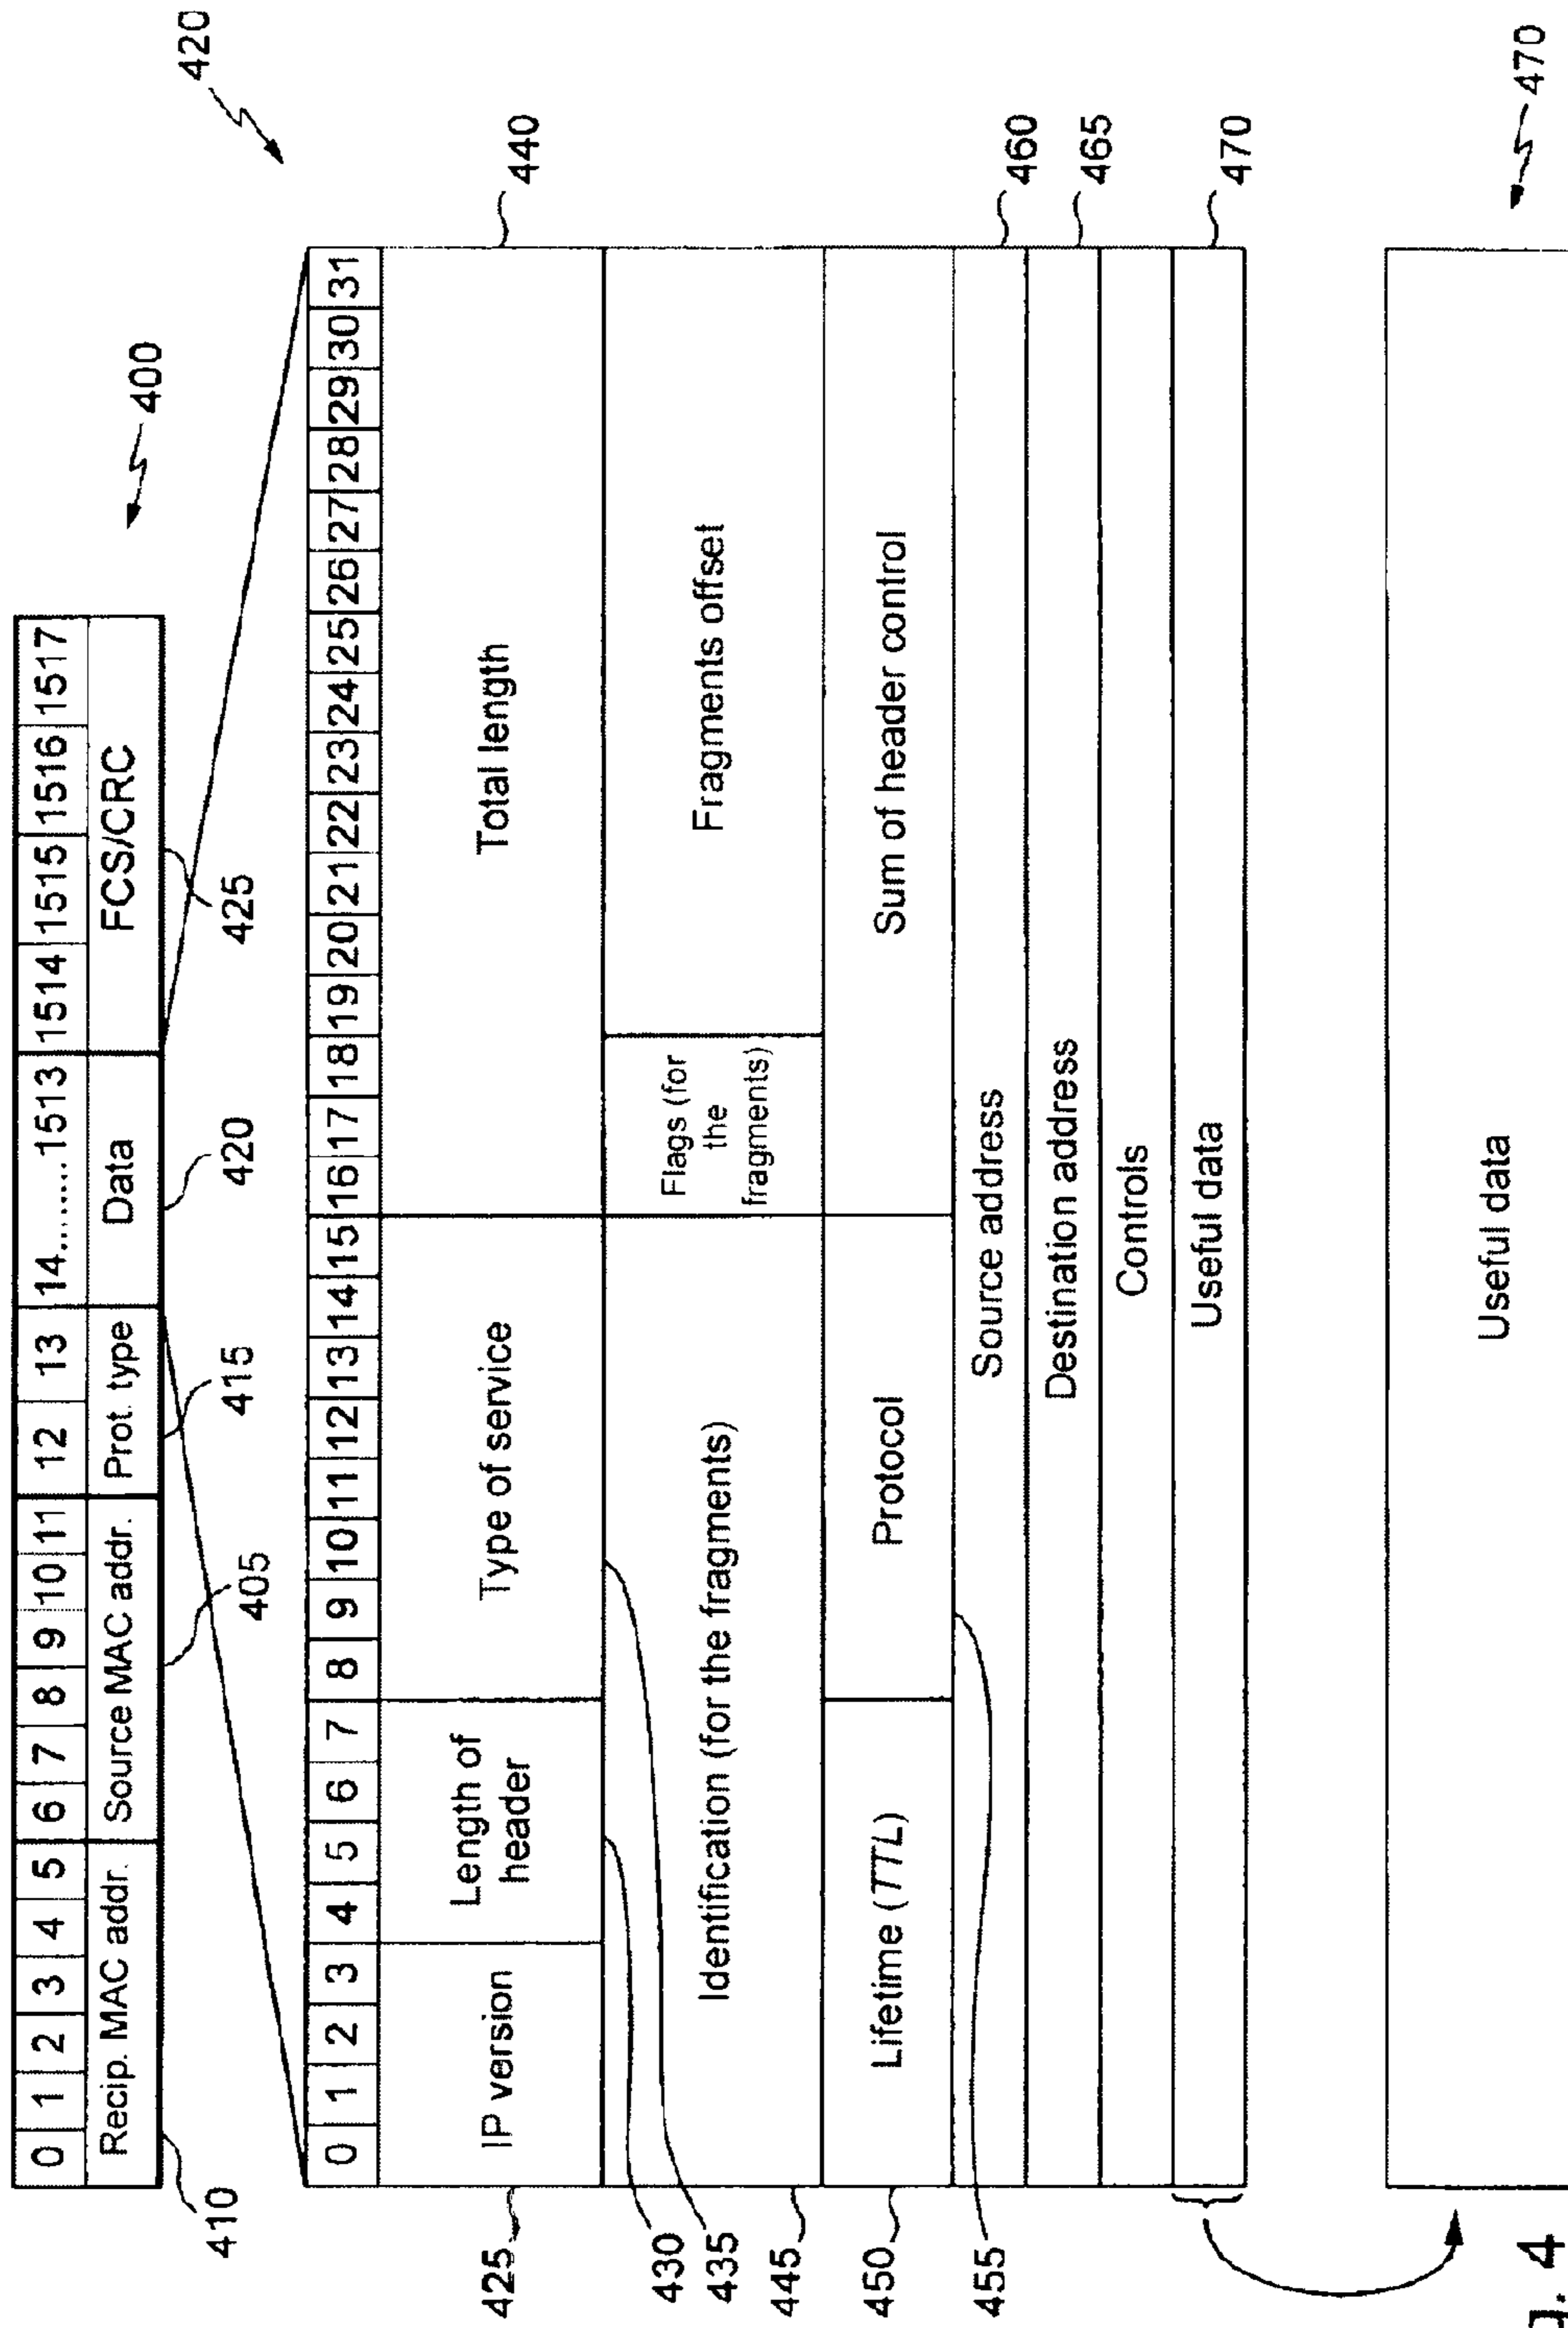 400
0 1 2 3 4 5 6 7 8 9 10 11 12 13 14.........1513 1514 1515 1516 1517
Recip. MAC addr. Source MAC addr. Prot. type Data FCS/CRC
410 405 415 420 425
420
0 1 2 3 4 5 6 7 8 9 10 11 12 13 14 15 16 17 18 19 20 21 22 23 24 25 26 27 28 29 30 31
425 IP version Length of header Type of service Total length 440
430
435
445 Identification (for the fragments) Flags (for the fragments) Fragments offset
450 Lifetime (TTL) Protocol Sum of header control
455
Source address 460
Destination address 465
Controls
Useful data 470
470
Useful data
4